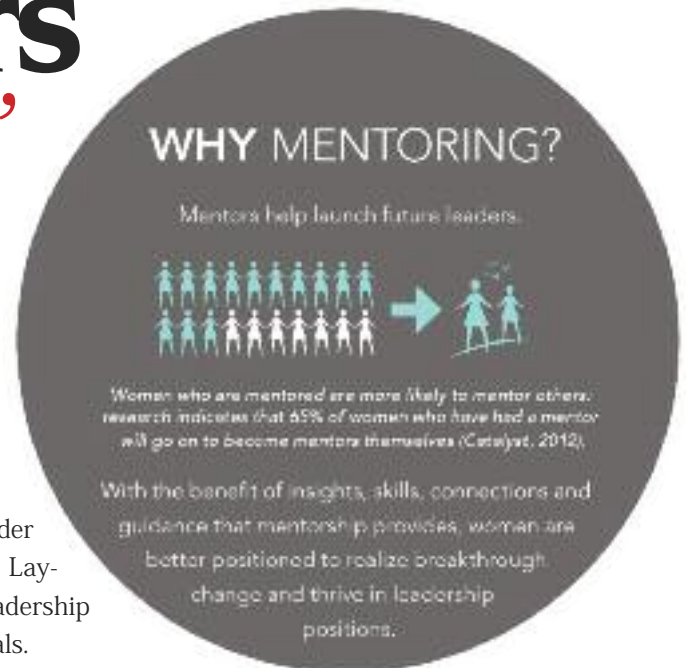 rs
,
WHY MENTORING?
Mentors help launch future leaders.
Women who are mentored are more likely to mentor others.
research indicates that 65% of women who have had a mentor
will go on to become mentors themselves (Catalyst, 2012).
With the benefit of insights, skills, connections and
guidance that mentorship provides, women are
better positioned to realize breakthrough
change and thrive in leadership
positions.
der
Lay-
adership
als.